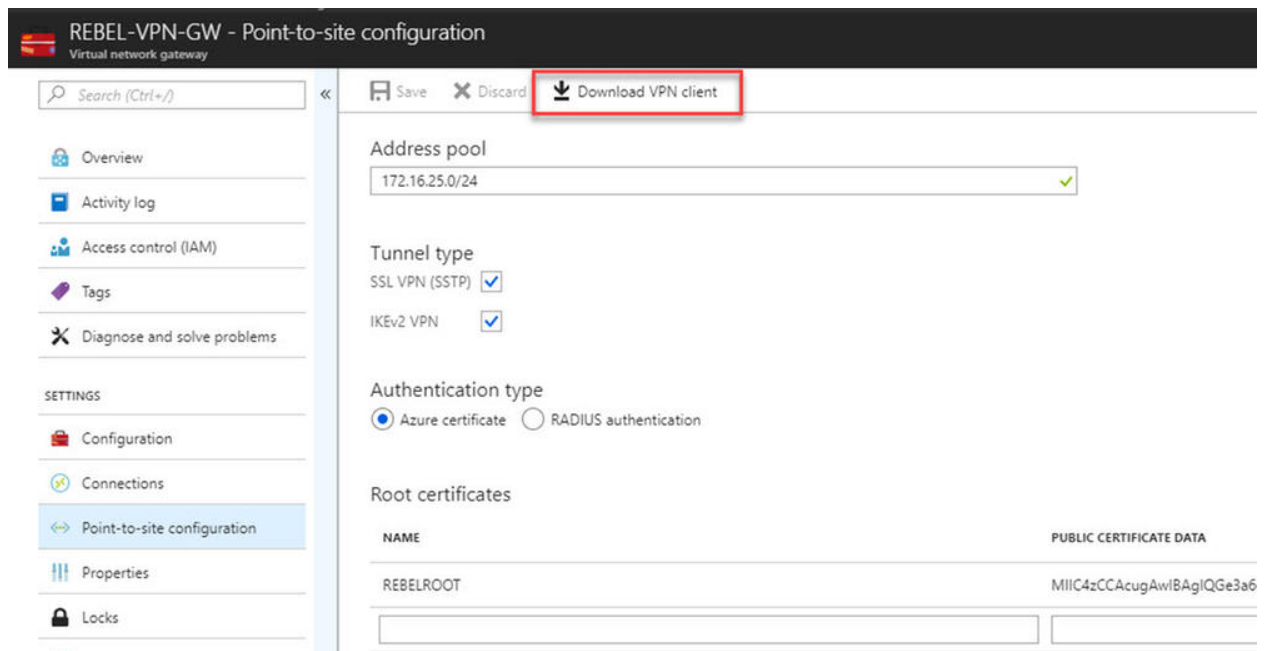 REBEL-VPN-GW - Point-to-site configuration
Virtual network gateway
Search (Ctrl+/)
«
Save
Discard
Download VPN client
Overview
Activity log
Access control (IAM)
Tags
Diagnose and solve problems
SETTINGS
Configuration
Connections
Point-to-site configuration
Properties
Locks
Address pool
172.16.25.0/24
Tunnel type
SSL VPN (SSTP)
IKEv2 VPN
Authentication type
Azure certificate RADIUS authentication
Root certificates
NAME PUBLIC CERTIFICATE DATA
REBELROOT MIIC4zCCAcugAwIBAgIQGe3a6